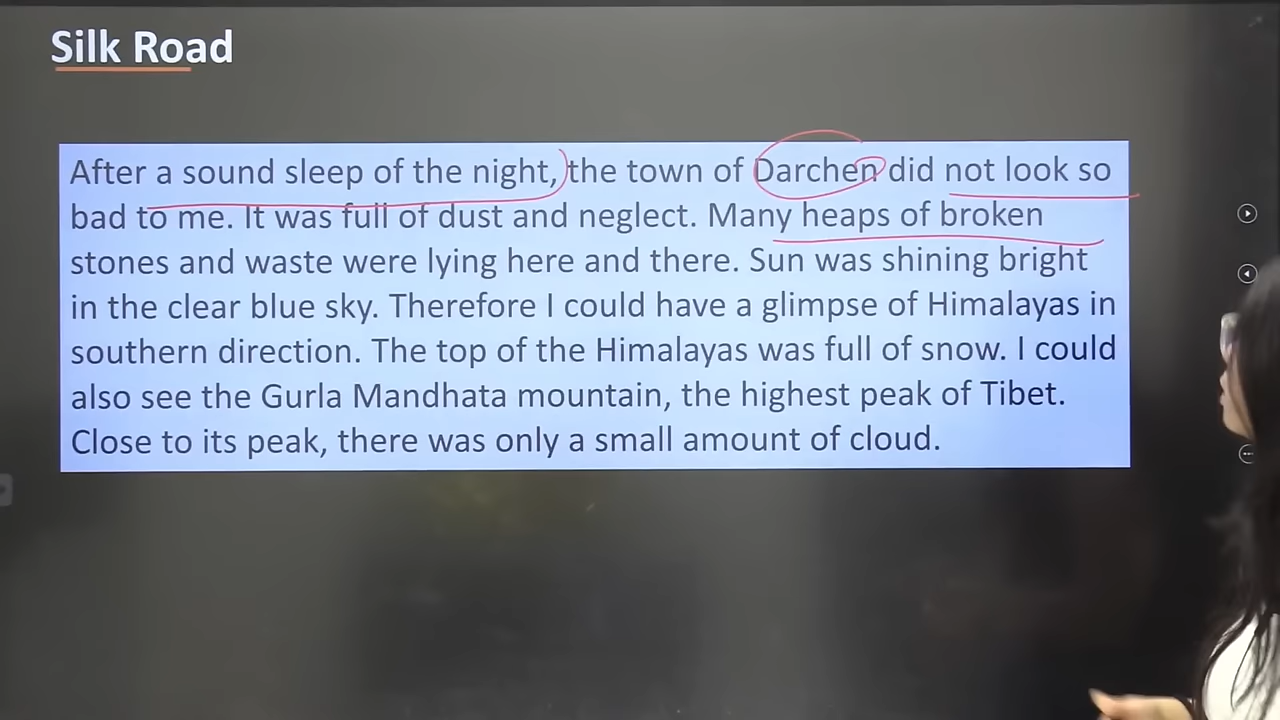 Silk Road
After a sound sleep of the night, the town of Darchen did not look so
bad to me. It was full of dust and neglect. Many heaps of broken
stones and waste were lying here and there. Sun was shining bright
in the clear blue sky. Therefore I could have a glimpse of Himalayas in
southern direction. The top of the Himalayas was full of snow. I could
also see the Gurla Mandhata mountain, the highest peak of Tibet.
Close to its peak, there was only a small amount of cloud.